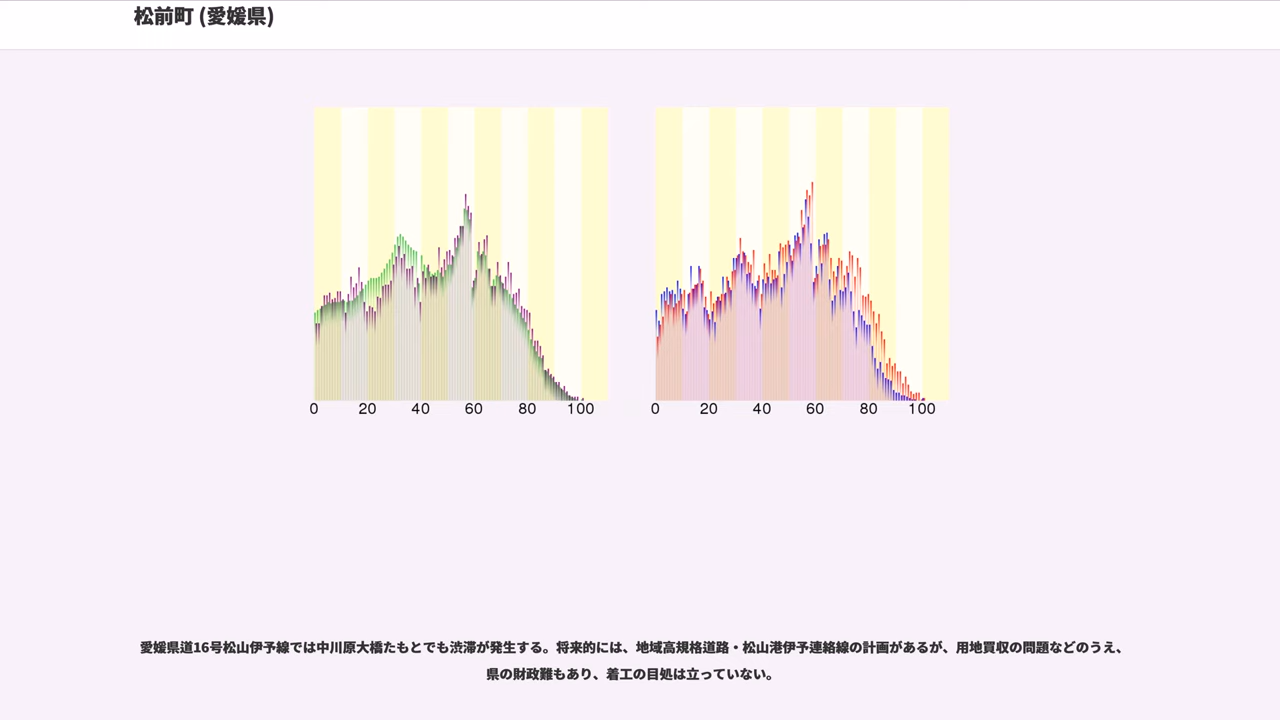 松前町 (愛媛県)
0 20 40 60 80 100
0 20 40 60 80 100
愛媛県道16号松山伊予線では中川原大橋たもとでも渋滞が発生する。将来的には、地域高規格道路・松山港伊予連絡線の計画があるが、用地買収の問題などのうえ、
県の財政難もあり、着工の目処は立っていない。